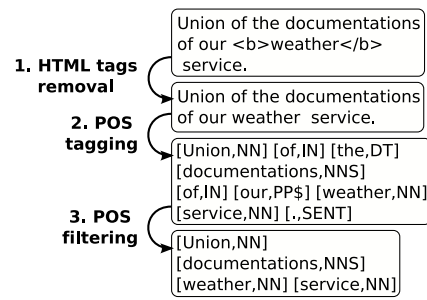 Union of the documentations
of our <b>weather</b>
service.
1. HTML tags
removal
Union of the documentations
of our weather  service.
2. POS
tagging
[Union,NN] [of,IN] [the,DT]
[documentations,NNS]
[of,IN] [our,PP$] [weather,NN]
[service,NN] [.,SENT]
3. POS
filtering
[Union,NN]
[documentations,NNS]
[weather,NN] [service,NN]